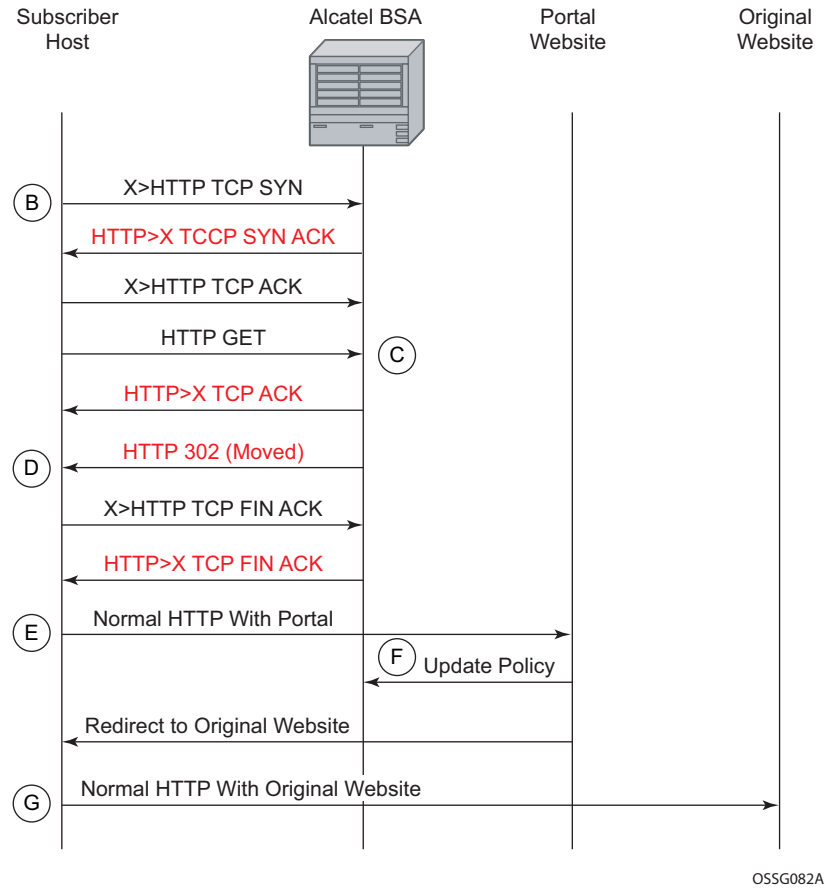 Subscriber
Host
Alcatel BSA
Portal
Website
Original
Website
B
X>HTTP TCP SYN
HTTP>X TCCP SYN ACK
X>HTTP TCP ACK
HTTP GET
C
HTTP>X TCP ACK
D
HTTP 302 (Moved)
X>HTTP TCP FIN ACK
HTTP>X TCP FIN ACK
E
Normal HTTP With Portal
F
Update Policy
Redirect to Original Website
G
Normal HTTP With Original Website
OSSG082A